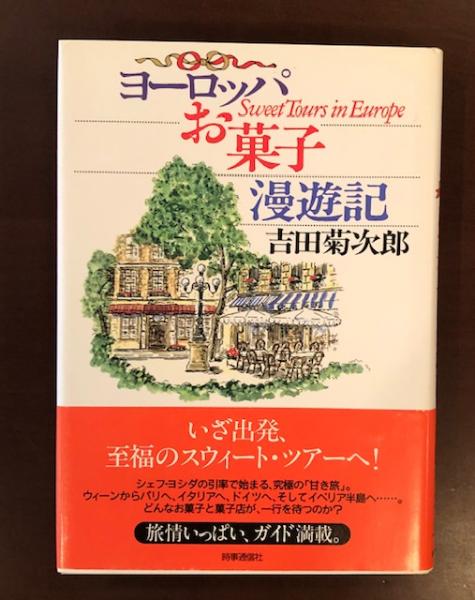 ヨーロッパ
Sweet Tours in Europe
お菓子
漫遊記
吉田菊次郎
いざ出発、
至福のスウィート・ツアーへ!
シェフ・ヨシダの引率で始まる、究極の「甘き旅」。
ウィーンからパリへ、イタリアへ、ドイツへ、そしてイベリア半島へ……。
どんなお菓子と菓子店が、一行を待つのか?
旅情いっぱい、ガイド満載。
時事通信社